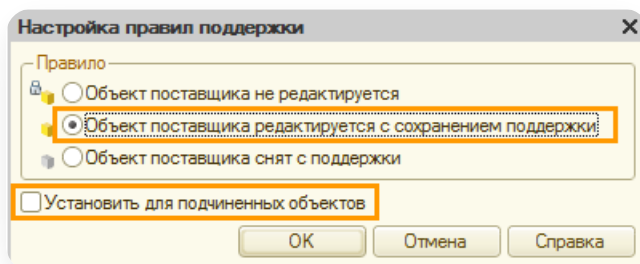 Настройка правил поддержки
Правило
Объект поставщика не редактируется
Объект поставщика редактируется с сохранением поддержки
Объект поставщика снят с поддержки
Установить для подчиненных объектов
ОК Отмена Справка